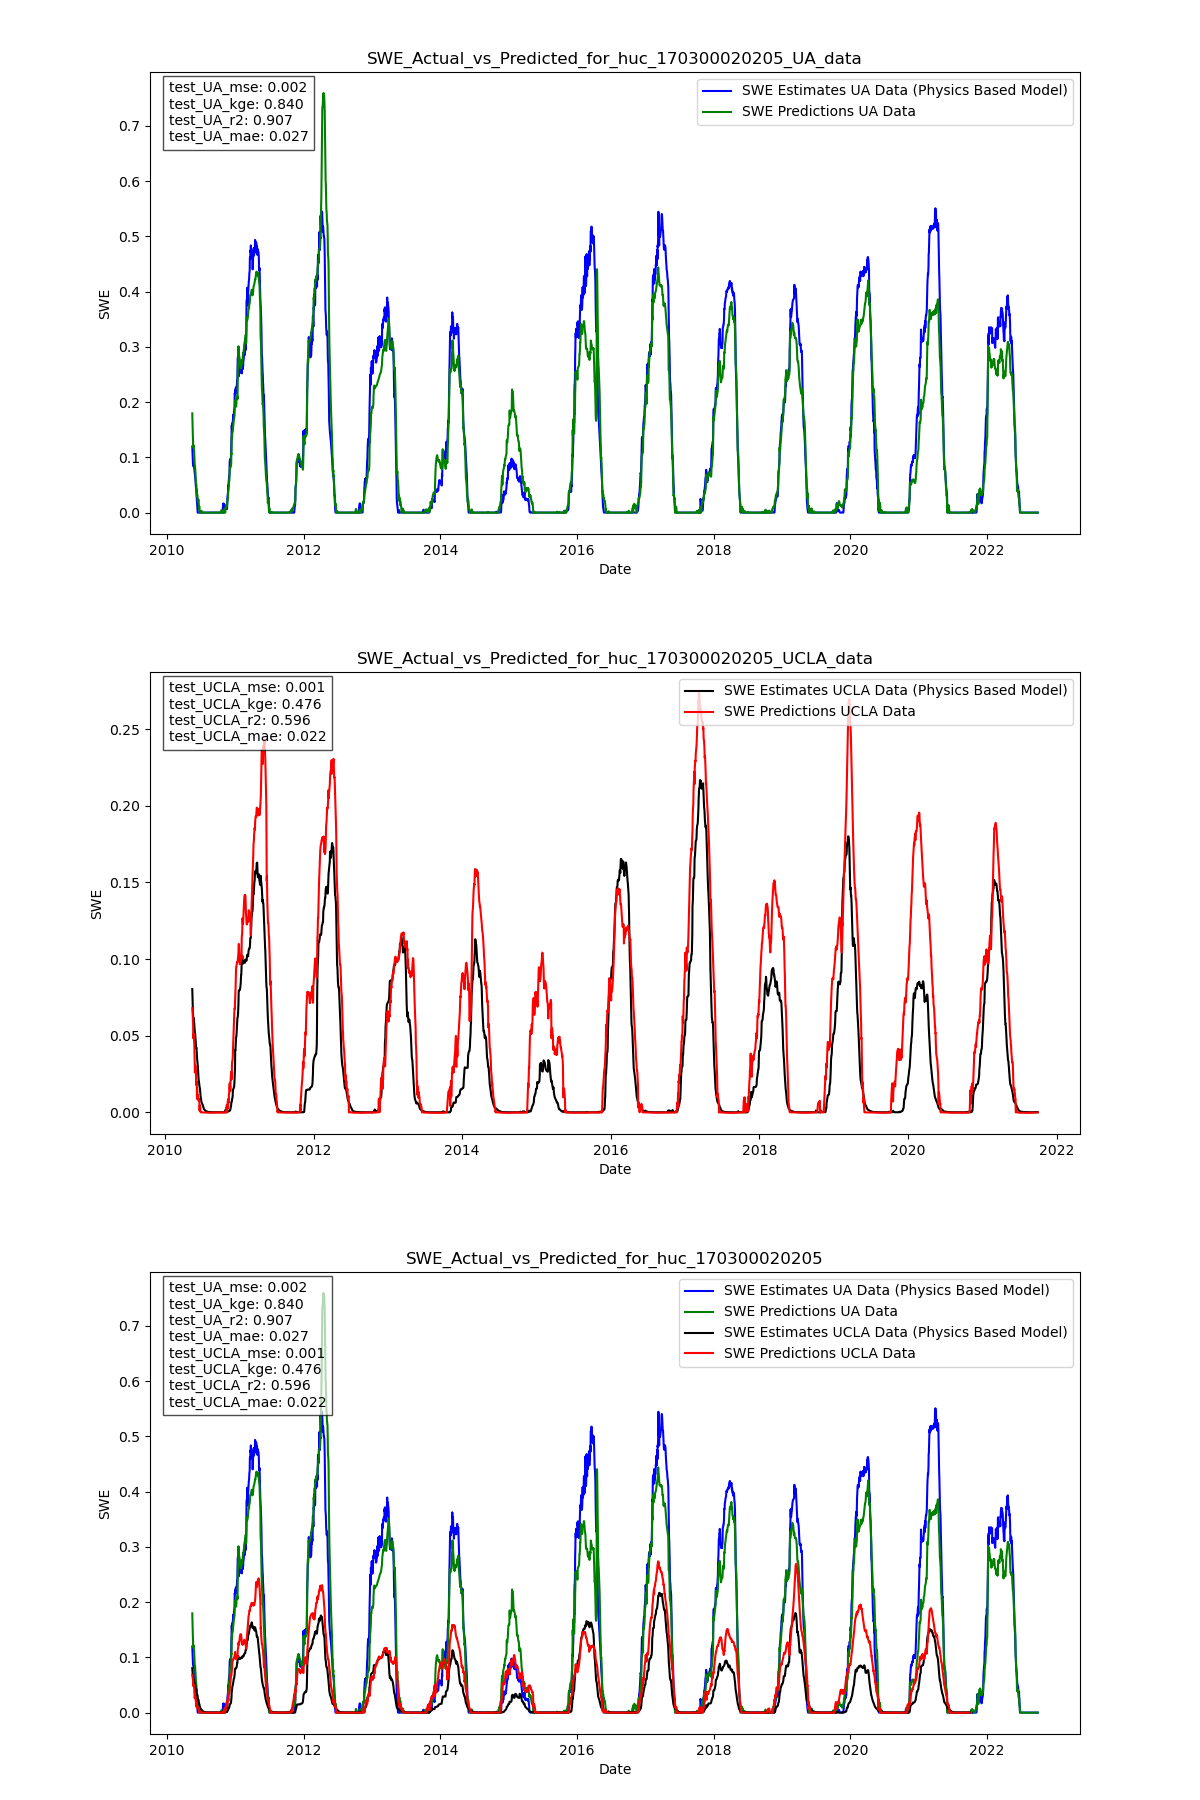 SWE_Actual_vs_Predicted_for_huc_170300020205_UA_data
test_UA_mse: 0.002
test_UA_kge: 0.840
test_UA_r2: 0.907
test_UA_mae: 0.027
SWE Estimates UA Data (Physics Based Model)
SWE Predictions UA Data
0.7
0.6
0.5
0.4
0.3
0.2
0.1
0.0
SWE
2010 2012 2014 2016 2018 2020 2022
Date
SWE_Actual_vs_Predicted_for_huc_170300020205_UCLA_data
test_UCLA_mse: 0.001
test_UCLA_kge: 0.476
test_UCLA_r2: 0.596
test_UCLA_mae: 0.022
SWE Estimates UCLA Data (Physics Based Model)
SWE Predictions UCLA Data
0.25
0.20
0.15
0.10
0.05
0.00
SWE
2010 2012 2014 2016 2018 2020 2022
Date
SWE_Actual_vs_Predicted_for_huc_170300020205
test_UA_mse: 0.002
test_UA_kge: 0.840
test_UA_r2: 0.907
test_UA_mae: 0.027
test_UCLA_mse: 0.001
test_UCLA_kge: 0.476
test_UCLA_r2: 0.596
test_UCLA_mae: 0.022
SWE Estimates UA Data (Physics Based Model)
SWE Predictions UA Data
SWE Estimates UCLA Data (Physics Based Model)
SWE Predictions UCLA Data
0.7
0.6
0.5
0.4
0.3
0.2
0.1
0.0
SWE
2010 2012 2014 2016 2018 2020 2022
Date